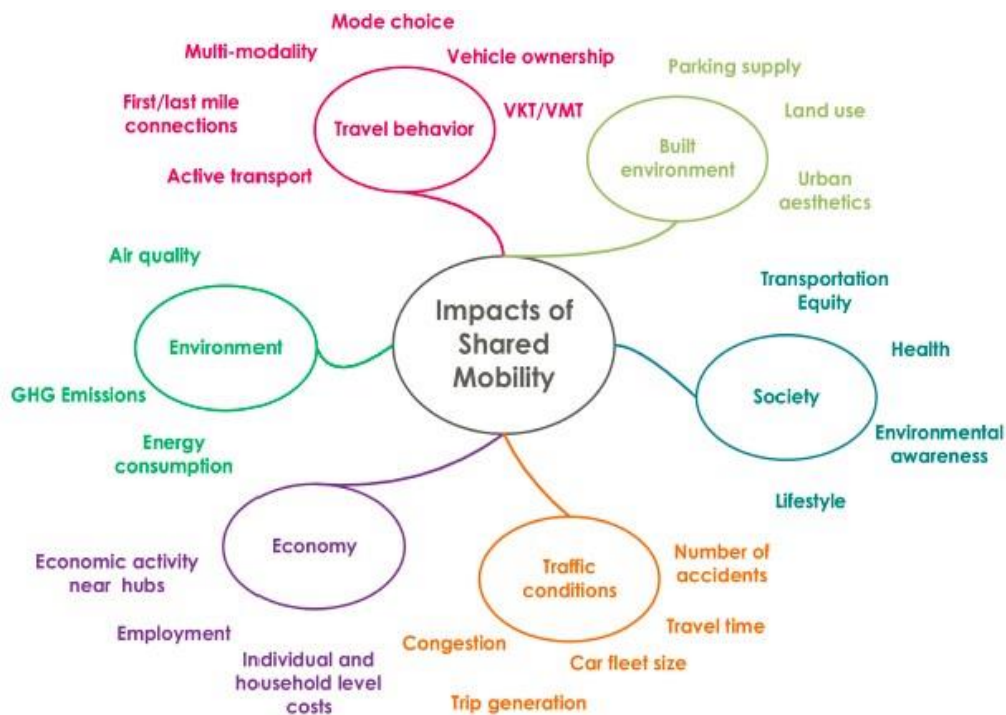 Mode choice
Multi-modality
Vehicle ownership
First/last mile
connections
VKT/VMT
Travel behavior
Active transport
Parking supply
Land use
Built
environment
Urban
aesthetics
Air quality
Environment
GHG Emissions
Energy
consumption
Impacts of
Shared
Mobility
Transportation
Equity
Health
Society
Environmental
awareness
Lifestyle
Economy
Economic activity
near hubs
Employment
Individual and
household level
costs
Traffic
conditions
Number of
accidents
Travel time
Congestion
Car fleet size
Trip generation